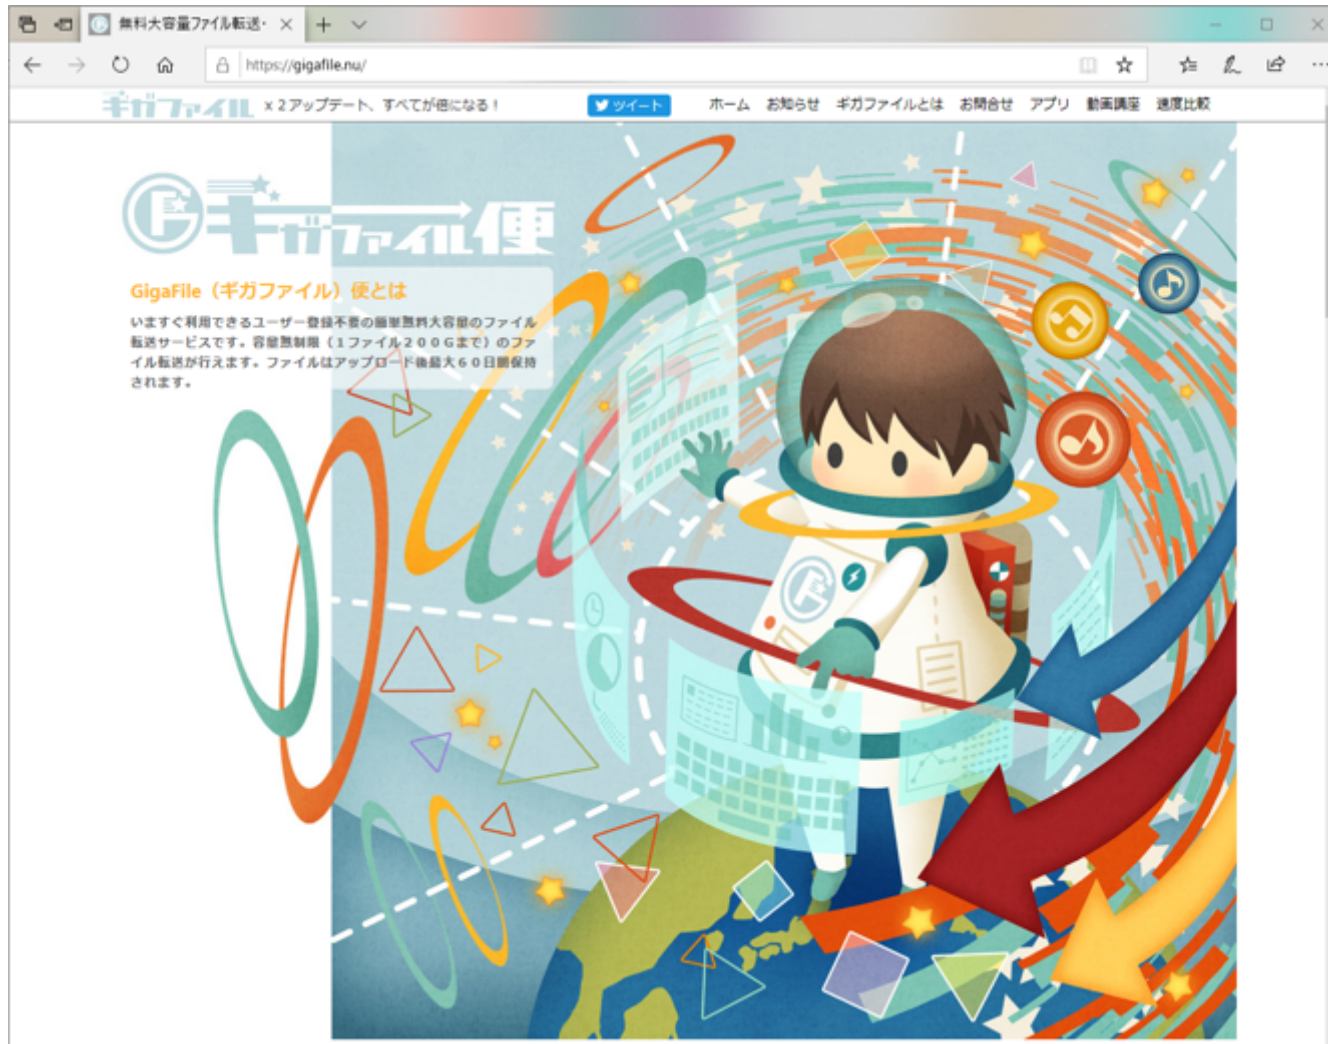 無料大容量ファイル転送・
https://gigafile.nu/
ギガファイル x2アップデート、すべてが倍になる！ ツイート ホーム お知らせ ギガファイルとは お問合せ アプリ 動画講座 速度比較
ギガファイル便
GigaFile（ギガファイル）便とは
いますぐ利用できるユーザー登録不要の簡単無料大容量のファイル
転送サービスです。容量無制限（１ファイル２００Gまで）のファ
イル転送が行えます。ファイルはアップロード後最大６０日間保持
されます。